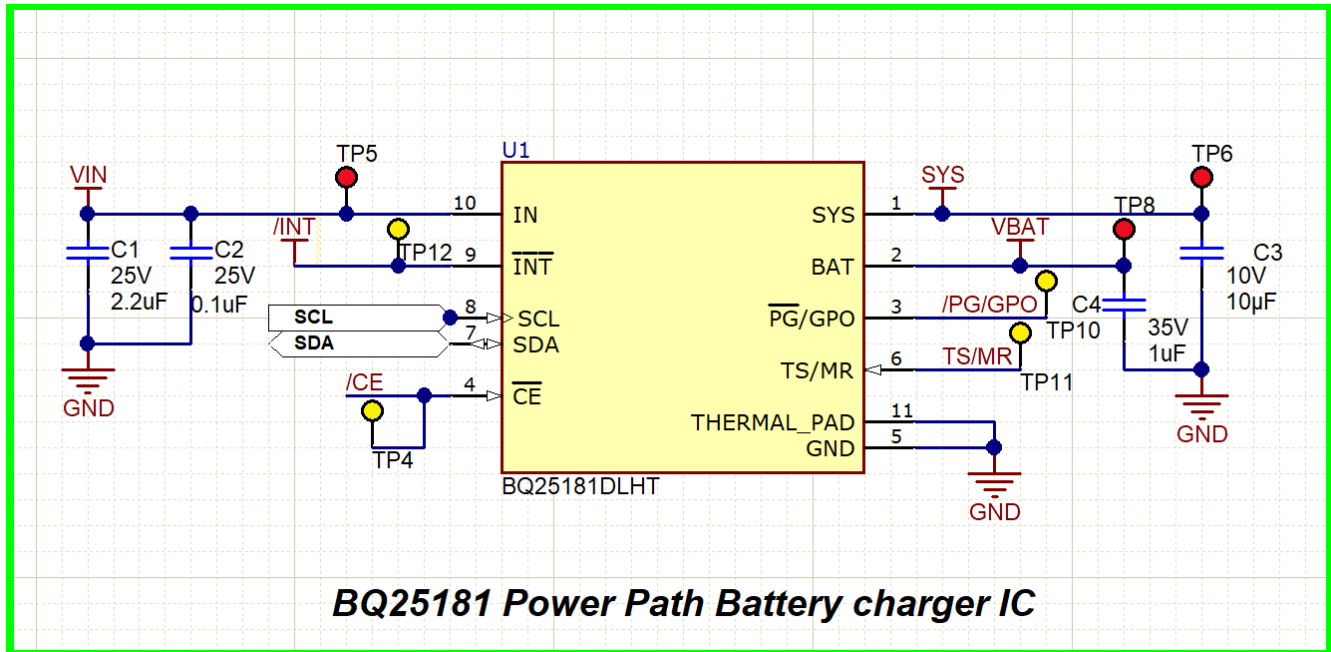 U1
VIN
TP5
10
IN
C1
25V
2.2uF
C2
25V
0.1uF
GND
/INT
TP12
9
INT
SCL
8
SCL
SDA
7
SDA
/CE
4
CE
TP4
BQ25181DLHT
SYS
1
SYS
TP6
BAT
2
VBAT
TP8
C3
10V
10µF
PG/GPO
3
/PG/GPO
TP10
C4
35V
1uF
TS/MR
6
TS/MR
TP11
GND
THERMAL_PAD
11
GND
5
GND
BQ25181 Power Path Battery charger IC